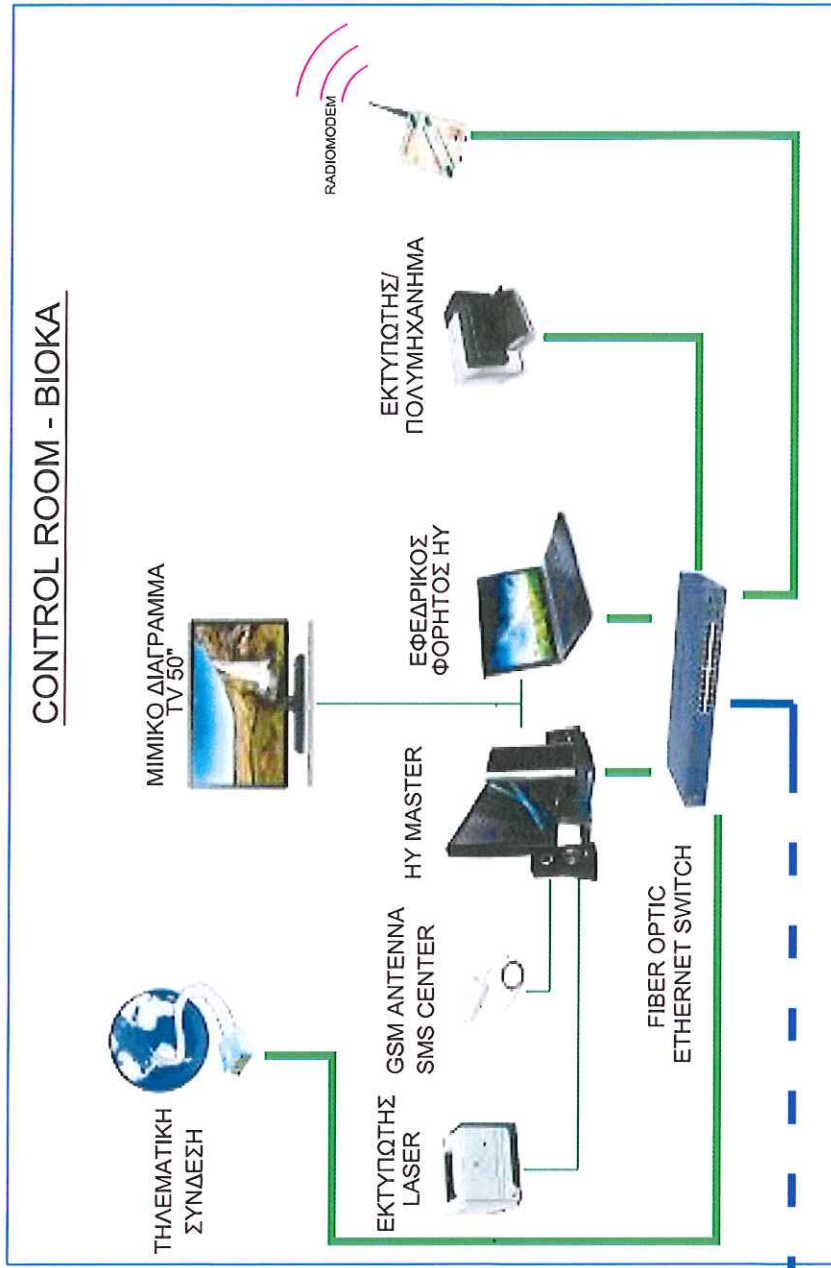 CONTROL ROOM - ΒΙΟΚΑ
ΤΗΛΕΜΑΤΙΚΗ
ΣΥΝΔΕΣΗ
ΜΙΜΙΚΟ ΔΙΑΓΡΑΜΜΑ
TV 50"
RADIOMODEM
ΕΚΤΥΠΩΤΗΣ
LASER
GSM ANTENNA
SMS CENTER
ΗΥ MASTER
ΕΦΕΔΡΙΚΟΣ
ΦΟΡΗΤΟΣ ΗΥ
ΕΚΤΥΠΩΤΗΣ/
ΠΟΛΥΜΗΧΑΝΗΜΑ
FIBER OPTIC
ETHERNET SWITCH